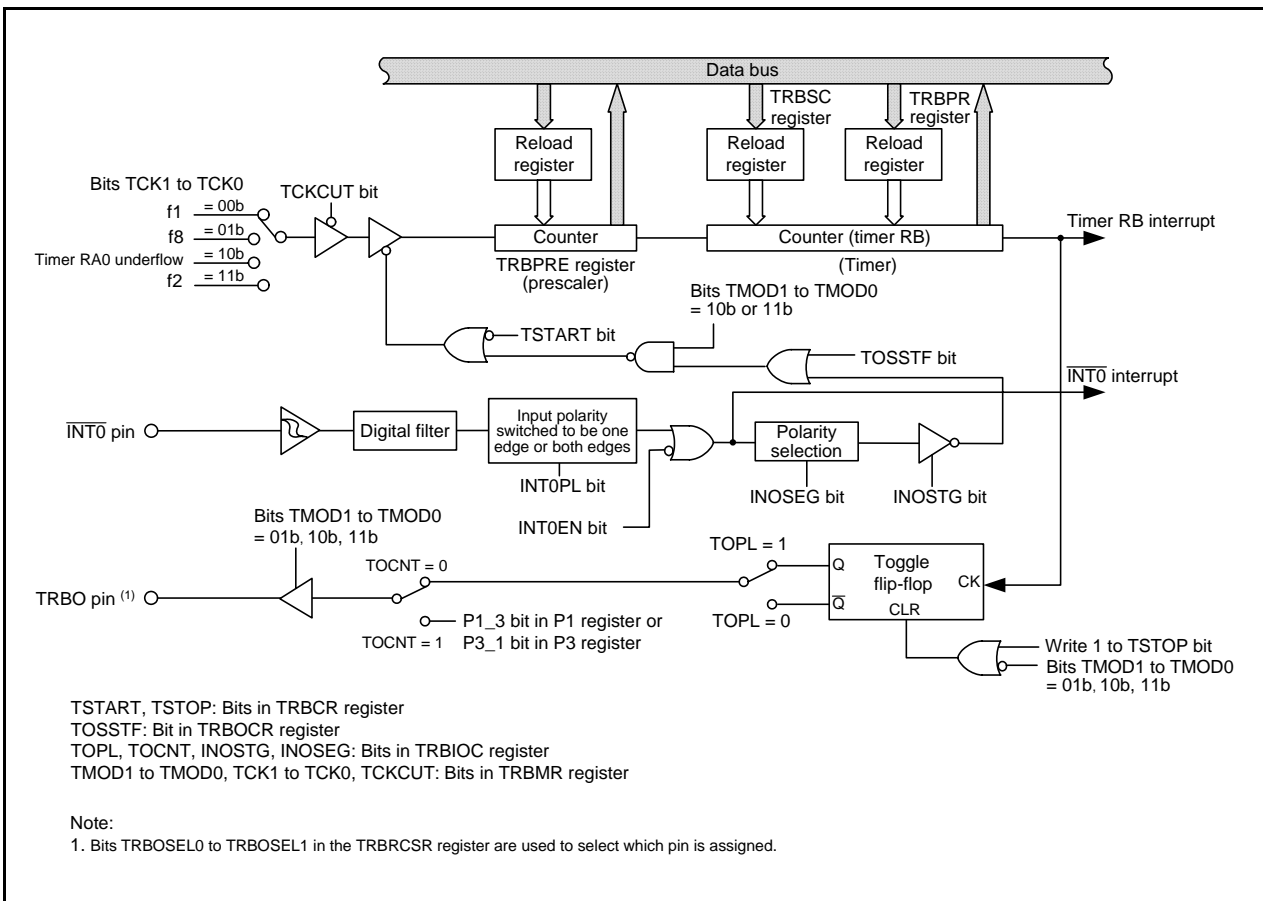 Data bus
TRBSC
register
TRBPR
register
Reload
register
Reload
register
Reload
register
Bits TCK1 to TCK0
TCKCUT bit
f1
= 00b
f8
= 01b
Timer RA0 underflow
= 10b
f2
= 11b
Counter
Counter (timer RB)
Timer RB interrupt
TRBPRE register
(prescaler)
(Timer)
Bits TMOD1 to TMOD0
= 10b or 11b
TSTART bit
TOSSTF bit
INT0 interrupt
INT0 pin
Digital filter
Input polarity
switched to be one
edge or both edges
Polarity
selection
INT0PL bit
INOSEG bit
INOSTG bit
INT0EN bit
Bits TMOD1 to TMOD0
= 01b, 10b, 11b
TOCNT = 0
TOPL = 1
Q
Toggle
flip-flop
CK
TRBO pin (1)
Q
CLR
P1_3 bit in P1 register or
TOPL = 0
TOCNT = 1
P3_1 bit in P3 register
Write 1 to TSTOP bit
Bits TMOD1 to TMOD0
= 01b, 10b, 11b
TSTART, TSTOP: Bits in TRBCR register
TOSSTF: Bit in TRBOCR register
TOPL, TOCNT, INOSTG, INOSEG: Bits in TRBIOC register
TMOD1 to TMOD0, TCK1 to TCK0, TCKCUT: Bits in TRBMR register
Note:
1. Bits TRBOSEL0 to TRBOSEL1 in the TRBRCSR register are used to select which pin is assigned.